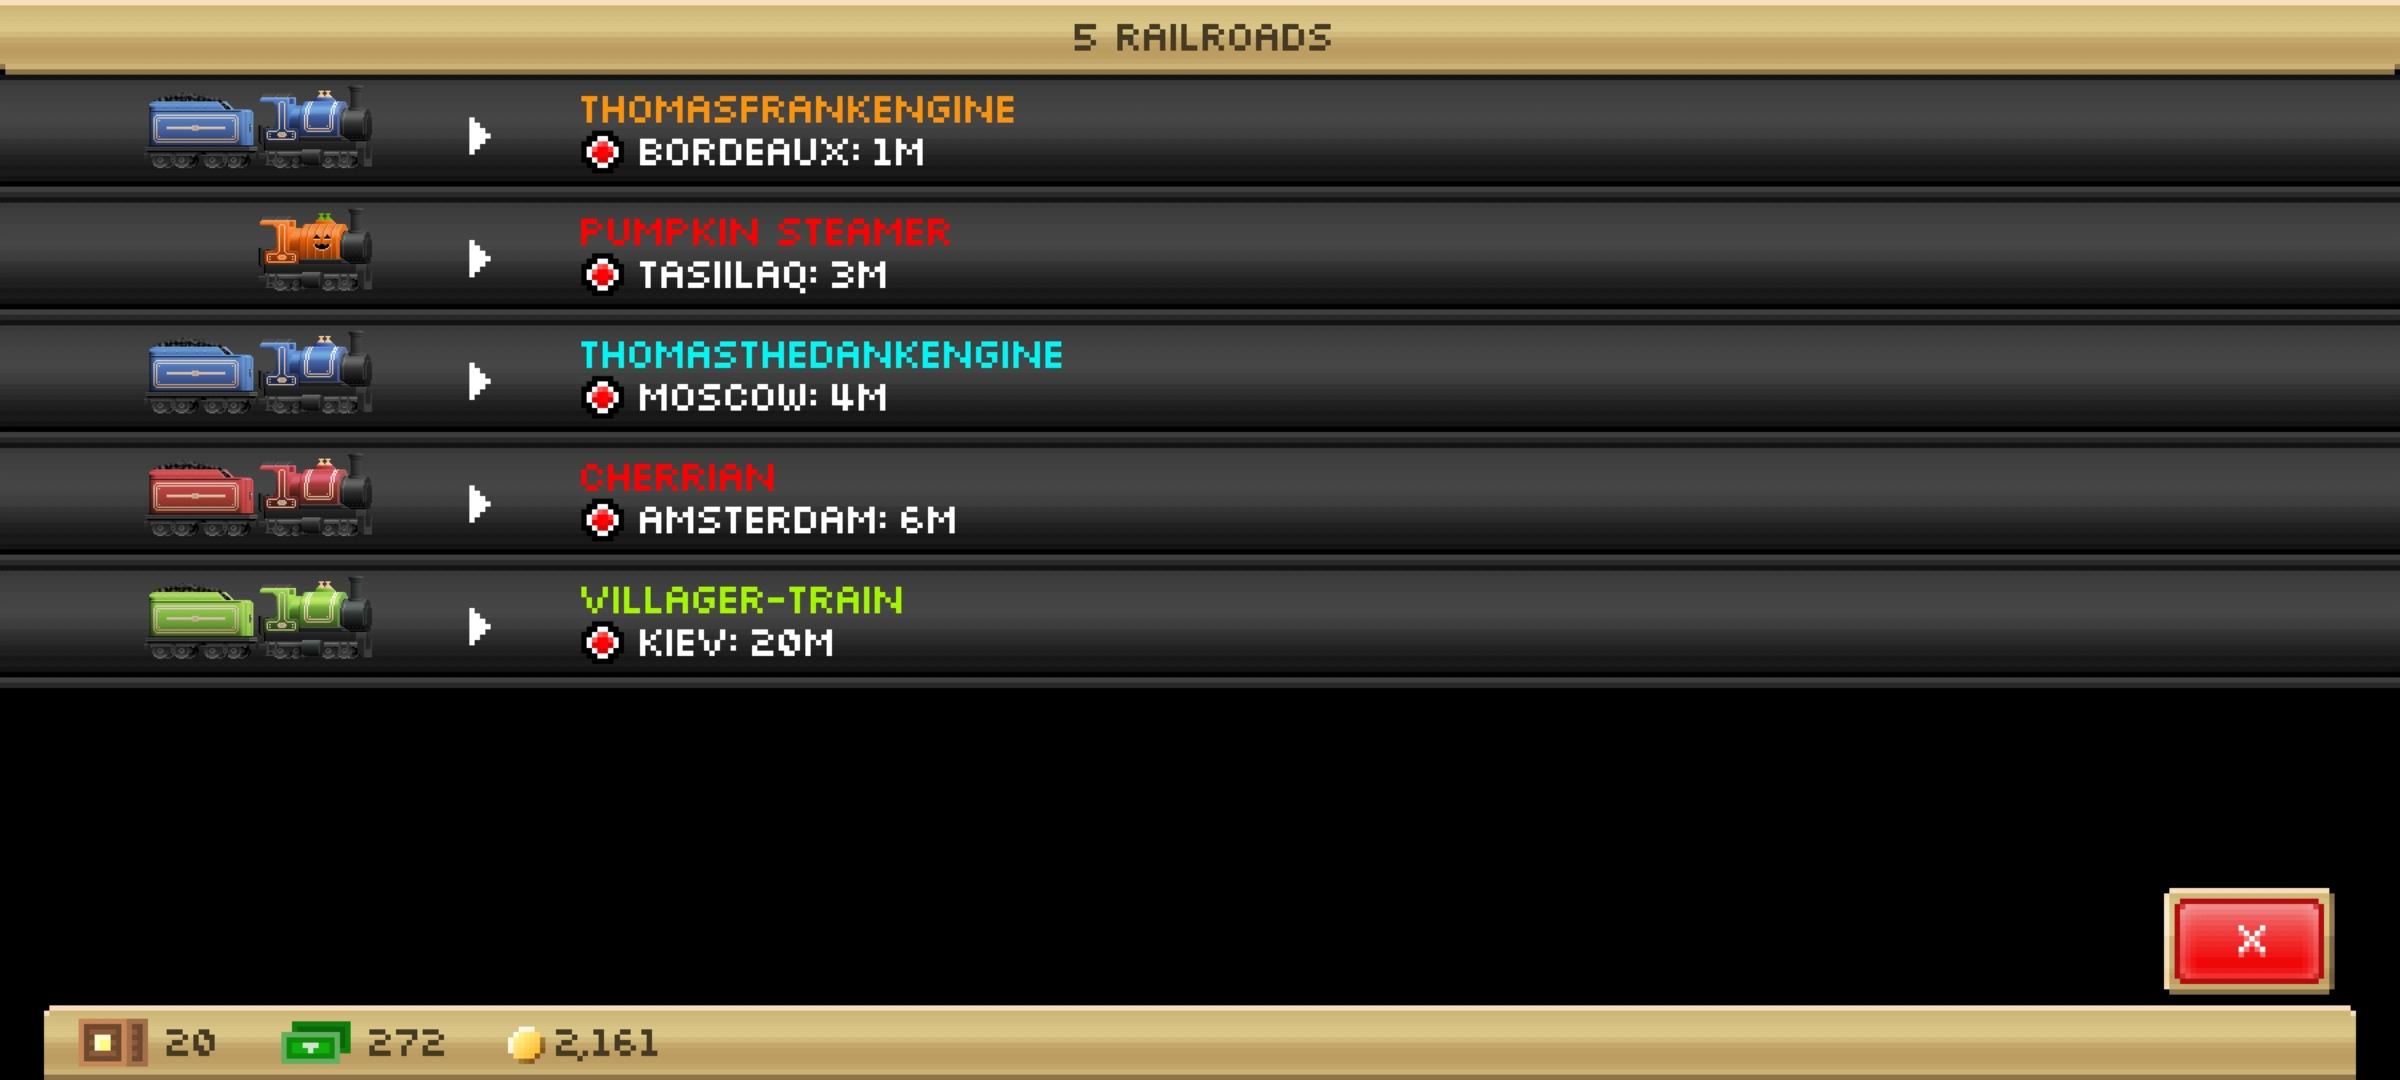 5 RAILROADS
THOMASFRANKENGINE
BORDEAUX: 1M
PUMPKIN STEAMER
TASIILAQ: 3M
THOMASTHEDANKENGINE
MOSCOW: 4M
CHERRIAN
AMSTERDAM: 6M
VILLAGER-TRAIN
KIEV: 20M
X
20 272 2,161